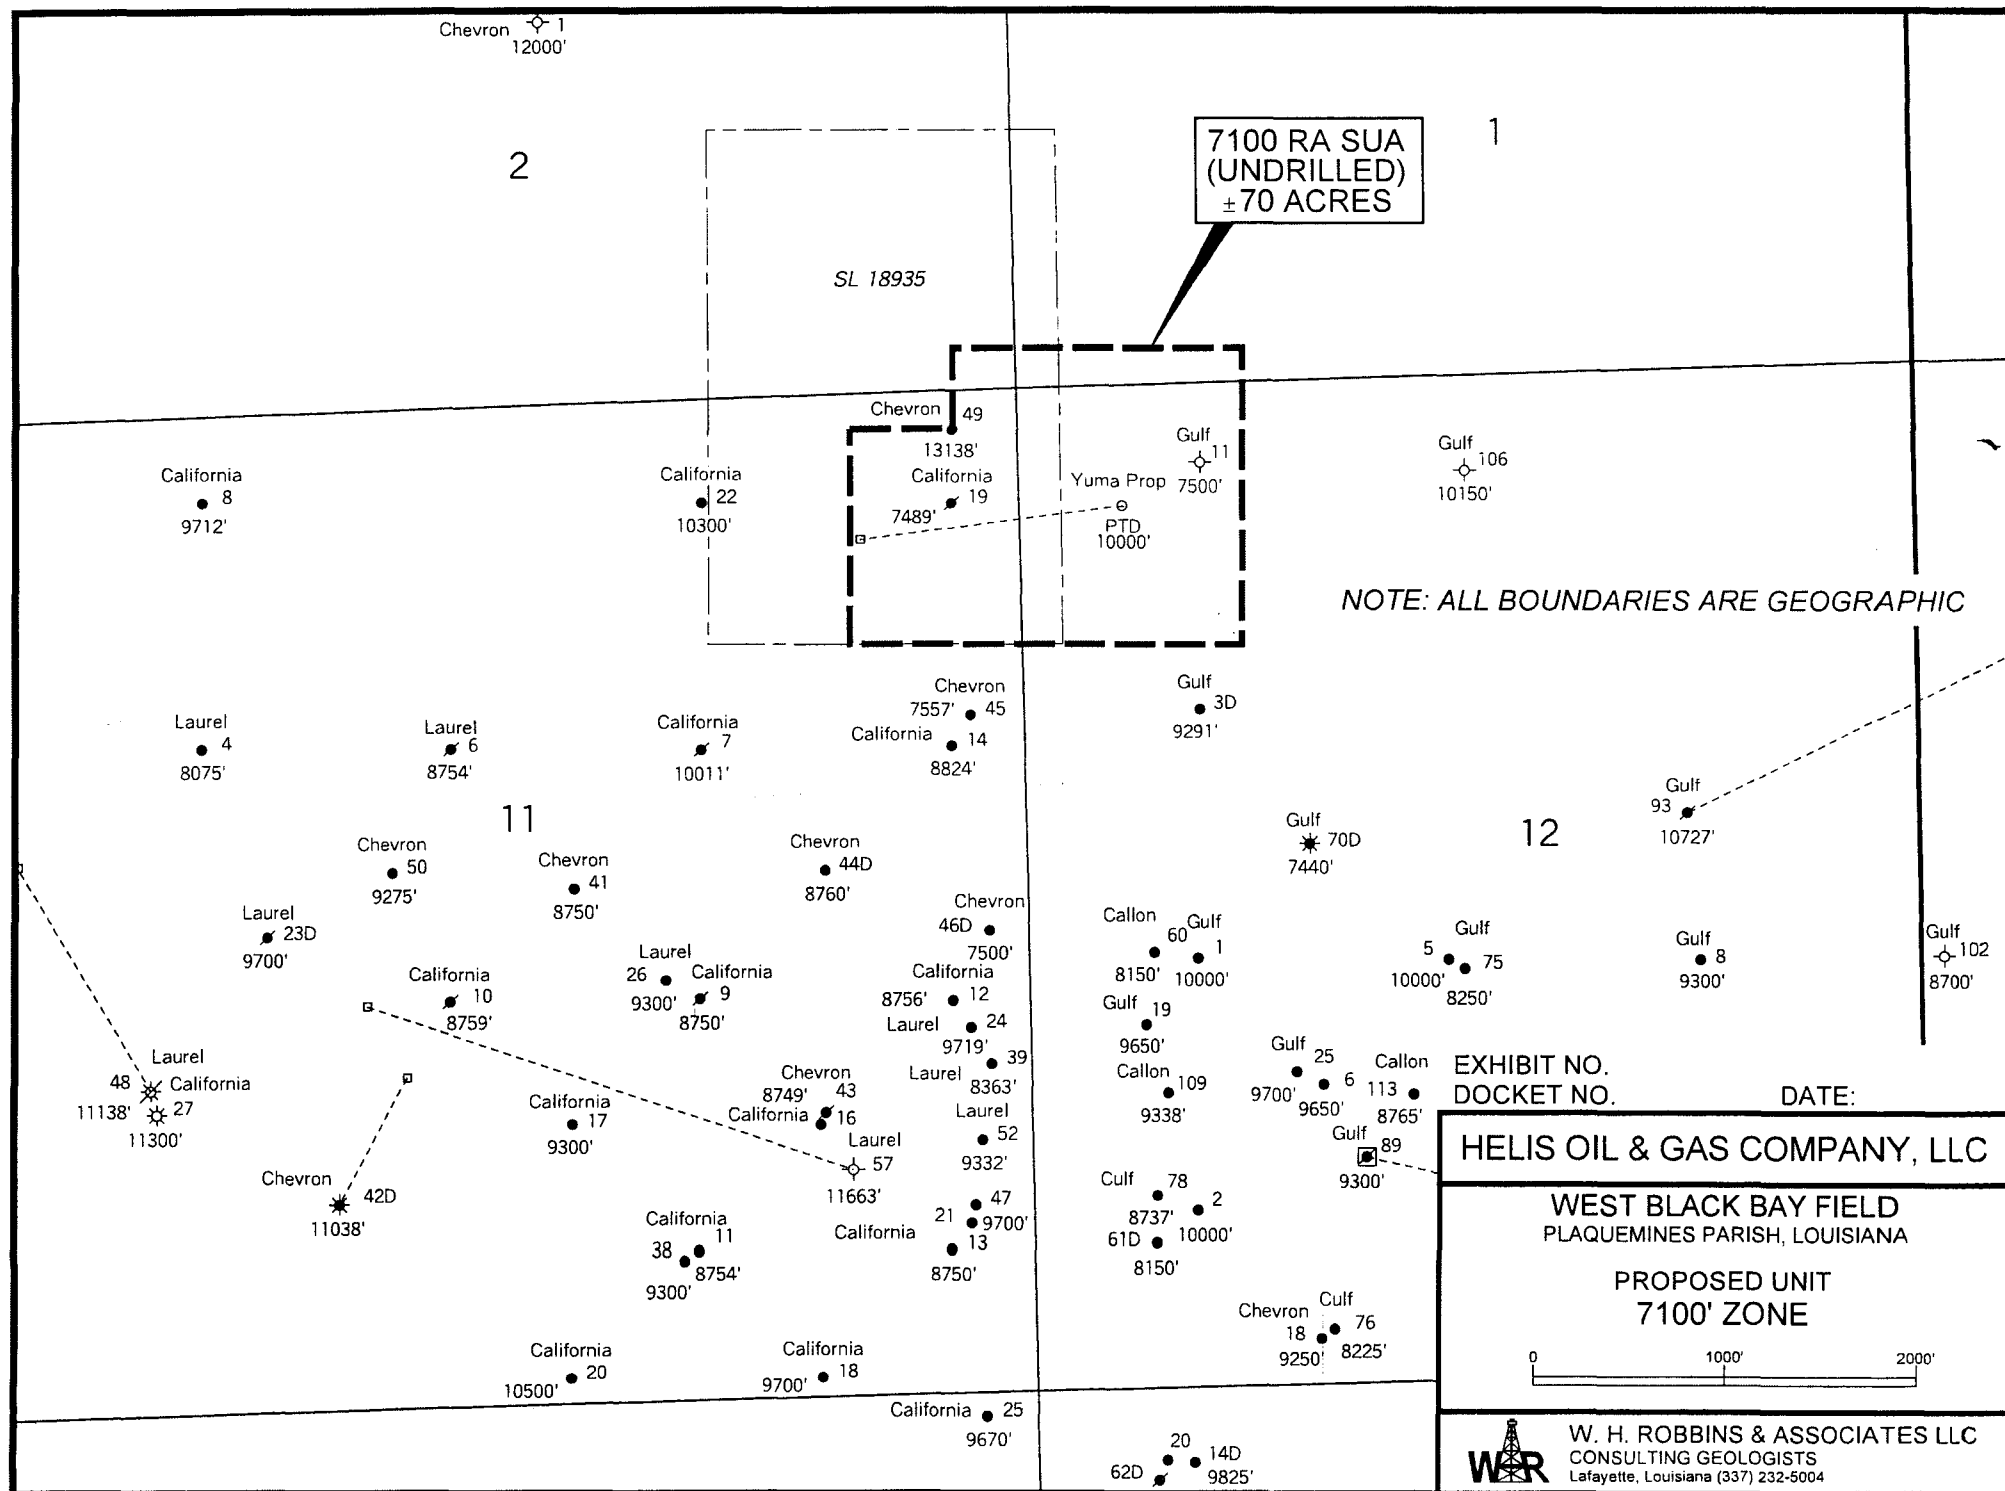 Chevron 1
12000'
2
1
7100 RA SUA
(UNDRILLED)
±70 ACRES
SL 18935
Chevron 49
13138'
California
8
9712'
California
22
10300'
California
19
7489'
Yuma Prop
PTD
10000'
Gulf
11
7500'
Gulf
106
10150'
NOTE: ALL BOUNDARIES ARE GEOGRAPHIC
Laurel
4
8075'
Laurel
6
8754'
California
7
10011'
Chevron
7557' 45
California 14
8824'
Gulf
3D
9291'
Gulf
93
10727'
11
12
Gulf
70D
7440'
Chevron
50
9275'
Chevron
41
8750'
Chevron
44D
8760'
Laurel
23D
9700'
Chevron
46D
7500'
Callon
60
8150'
Gulf
1
10000'
5
10000'
Gulf
75
8250'
Gulf
8
9300'
Gulf
102
8700'
Laurel
26
9300'
California
9
8750'
California
10
8759'
California
8756' 12
Laurel 24
9719'
39
Laurel 8363'
Gulf
19
9650'
Callon
109
9338'
Gulf
25
9700'
6
9650'
Callon
113
8765'
Laurel
48
11138'
California
27
11300'
California
17
9300'
Chevron
8749' 43
California 16
Laurel
57
11663'
Laurel
52
9332'
Gulf
89
9300'
Chevron
42D
11038'
California
11
38
8754'
9300'
47
21 9700'
California 13
8750'
Culf
78
8737'
2
10000'
61D
8150'
Chevron
18
9250'
Culf
76
8225'
California
20
10500'
California
18
9700'
California 25
9670'
20
14D
9825'
62D
EXHIBIT NO.
DOCKET NO. DATE:
HELIS OIL & GAS COMPANY, LLC
WEST BLACK BAY FIELD
PLAQUEMINES PARISH, LOUISIANA
PROPOSED UNIT
7100' ZONE
0 1000' 2000'
W R
W. H. ROBBINS & ASSOCIATES LLC
CONSULTING GEOLOGISTS
Lafayette, Louisiana (337) 232-5004